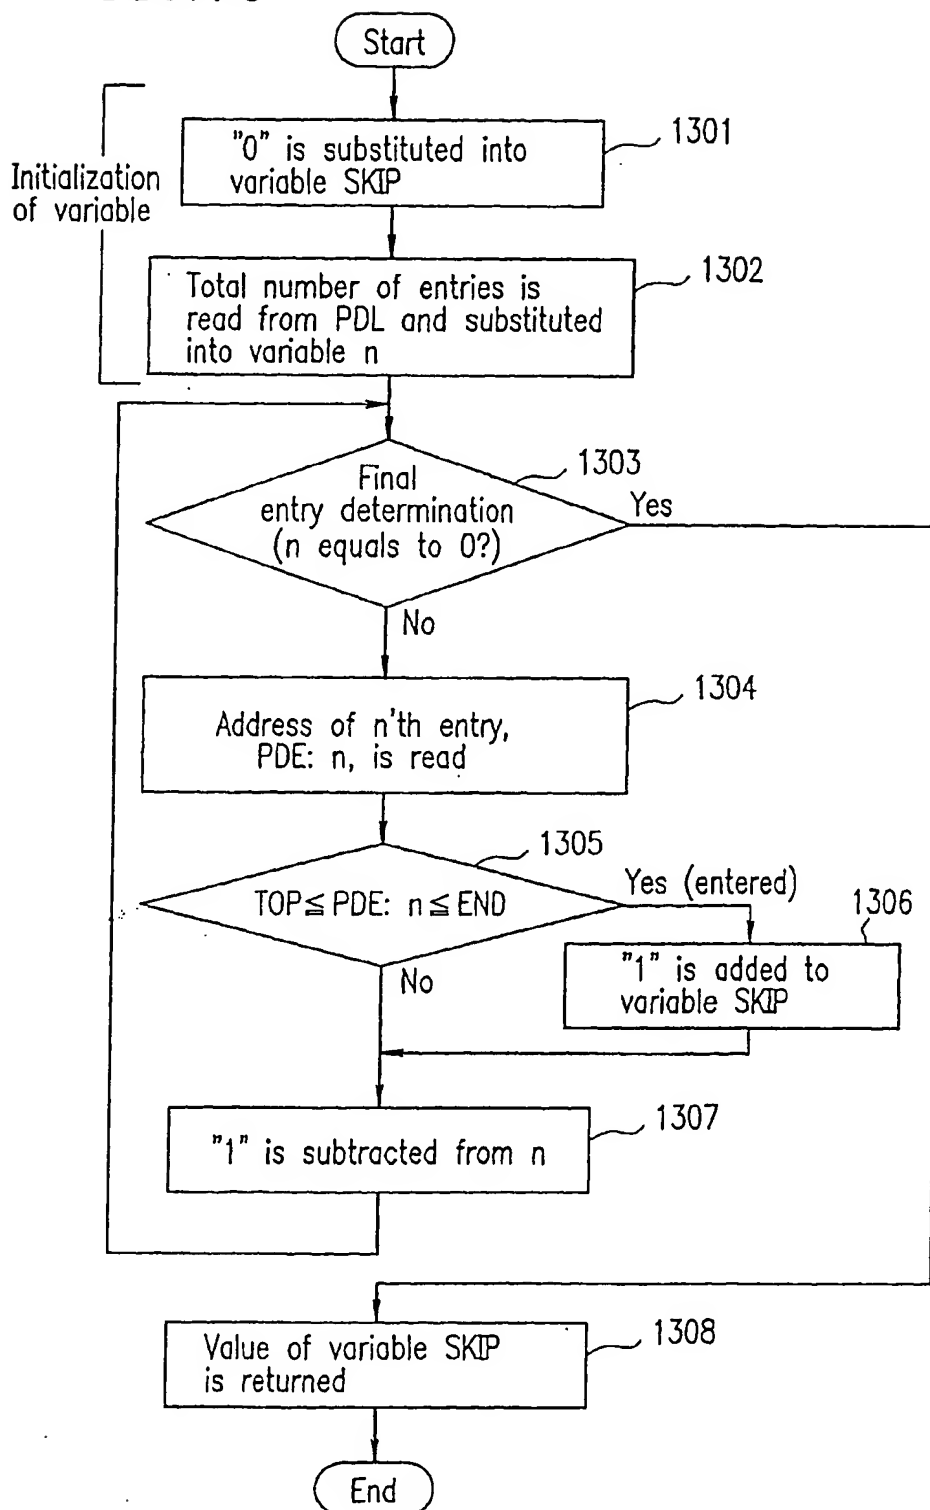 Start
"0" is substituted into
variable SKIP
1301
Initialization
of variable
Total number of entries is
read from PDL and substituted
into variable n
1302
Final
entry determination
(n equals to 0?)
1303
Yes
No
Address of n'th entry,
PDE: n, is read
1304
TOP≦PDE: n≦END
1305
Yes (entered)
No
"1" is added to
variable SKIP
1306
"1" is subtracted from n
1307
Value of variable SKIP
is returned
1308
End